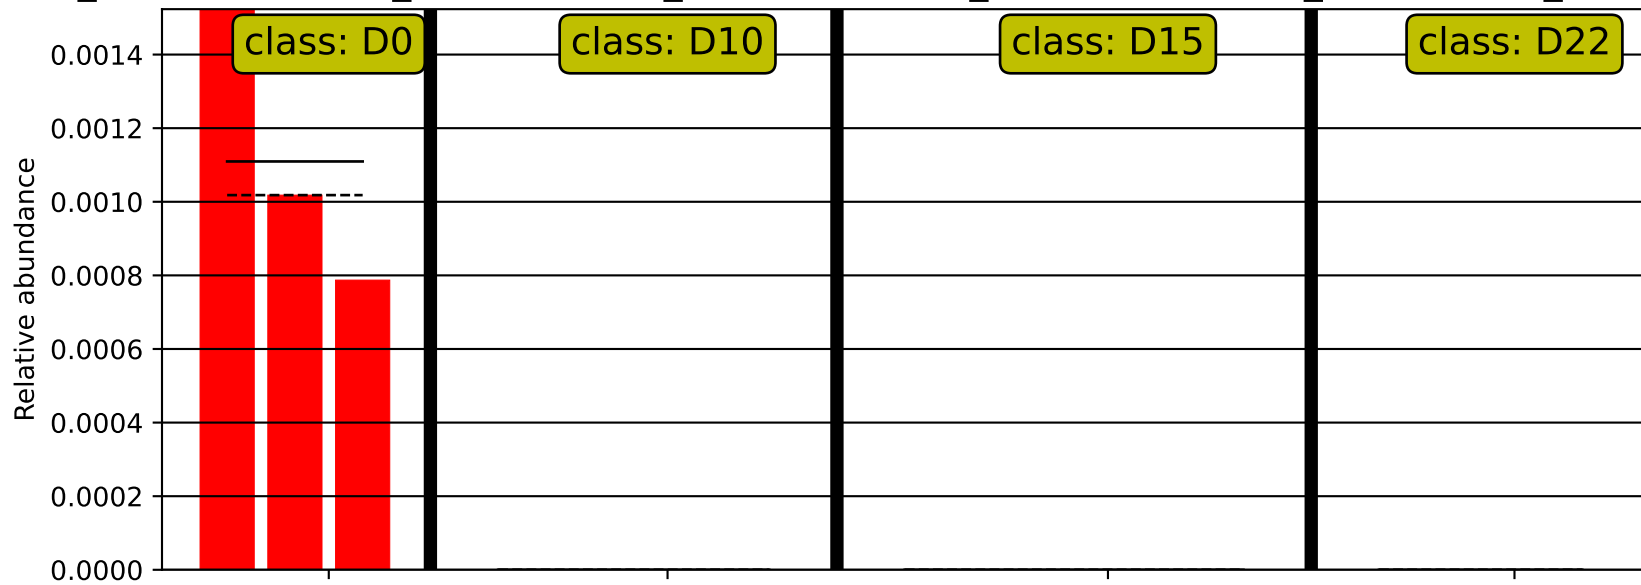 class: D0
class: D10
class: D15
class: D22
Relative abundance
0.0014
0.0012
0.0010
0.0008
0.0006
0.0004
0.0002
0.0000